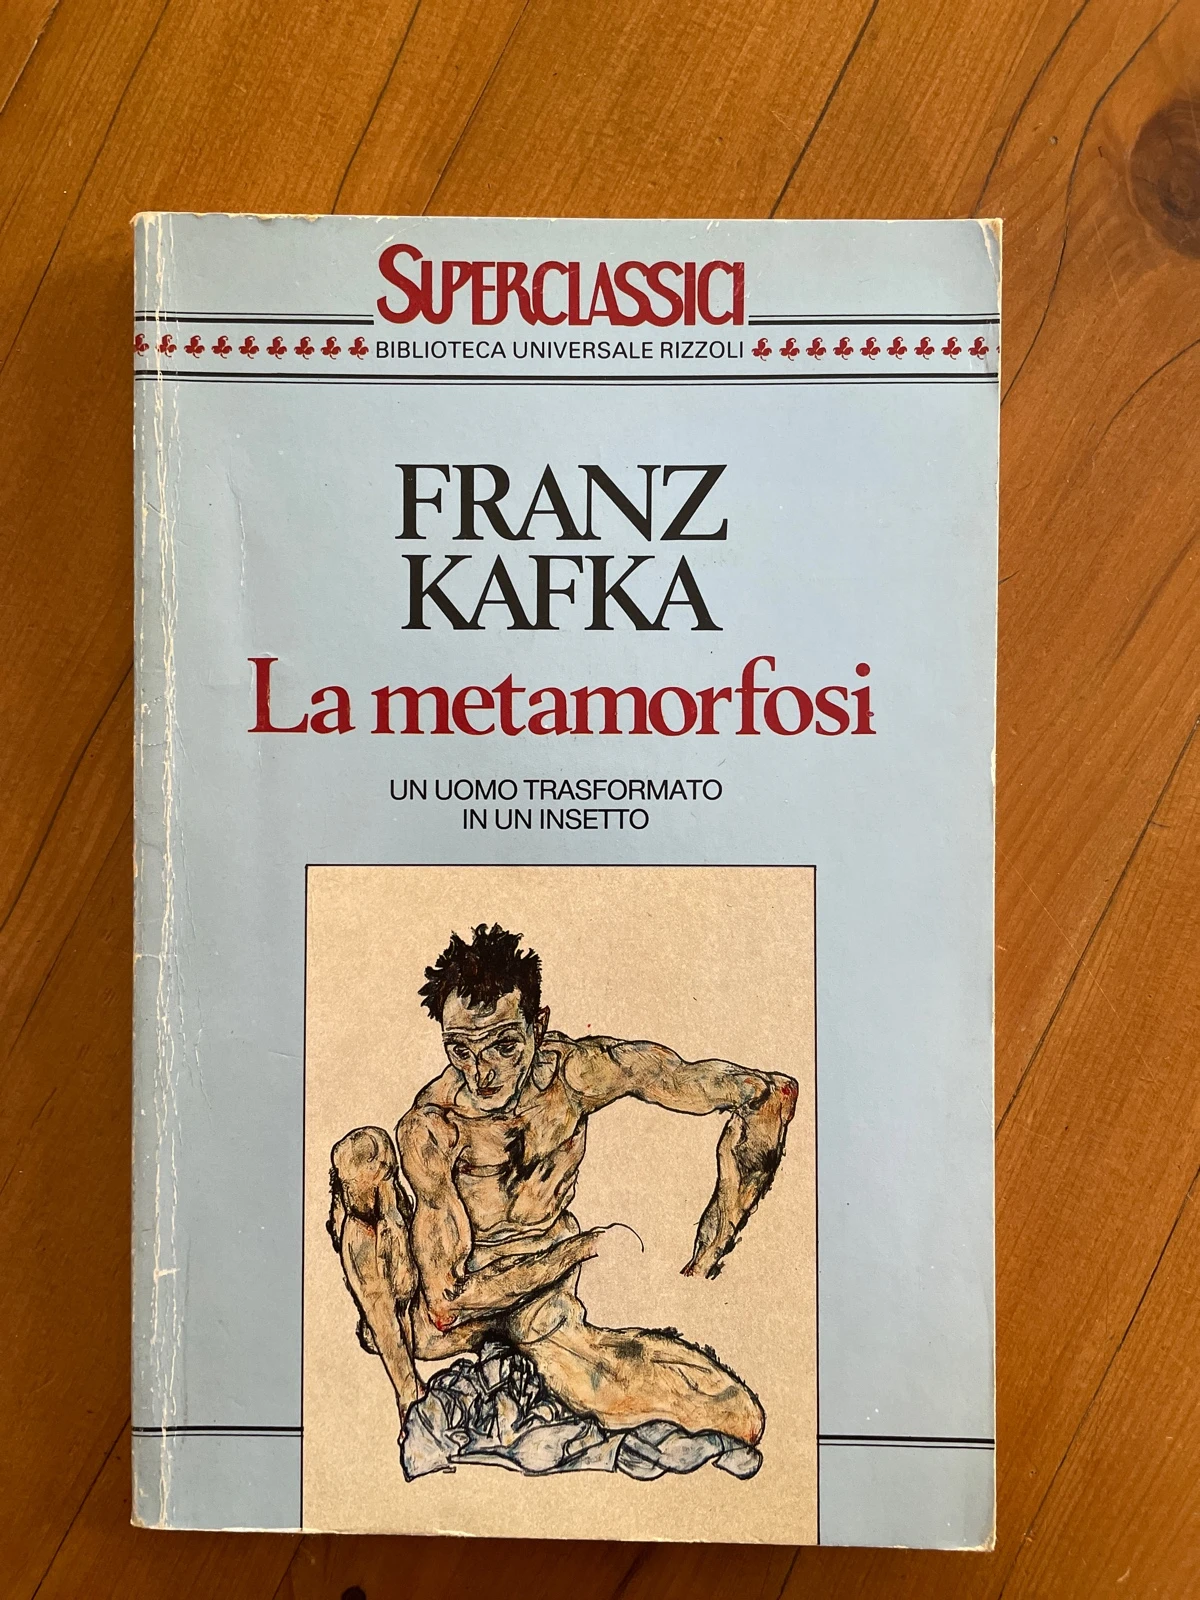 SUPERCLASSICI
BIBLIOTECA UNIVERSALE RIZZOLI
FRANZ
KAFKA
La metamorfosi
UN UOMO TRASFORMATO
IN UN INSETTO